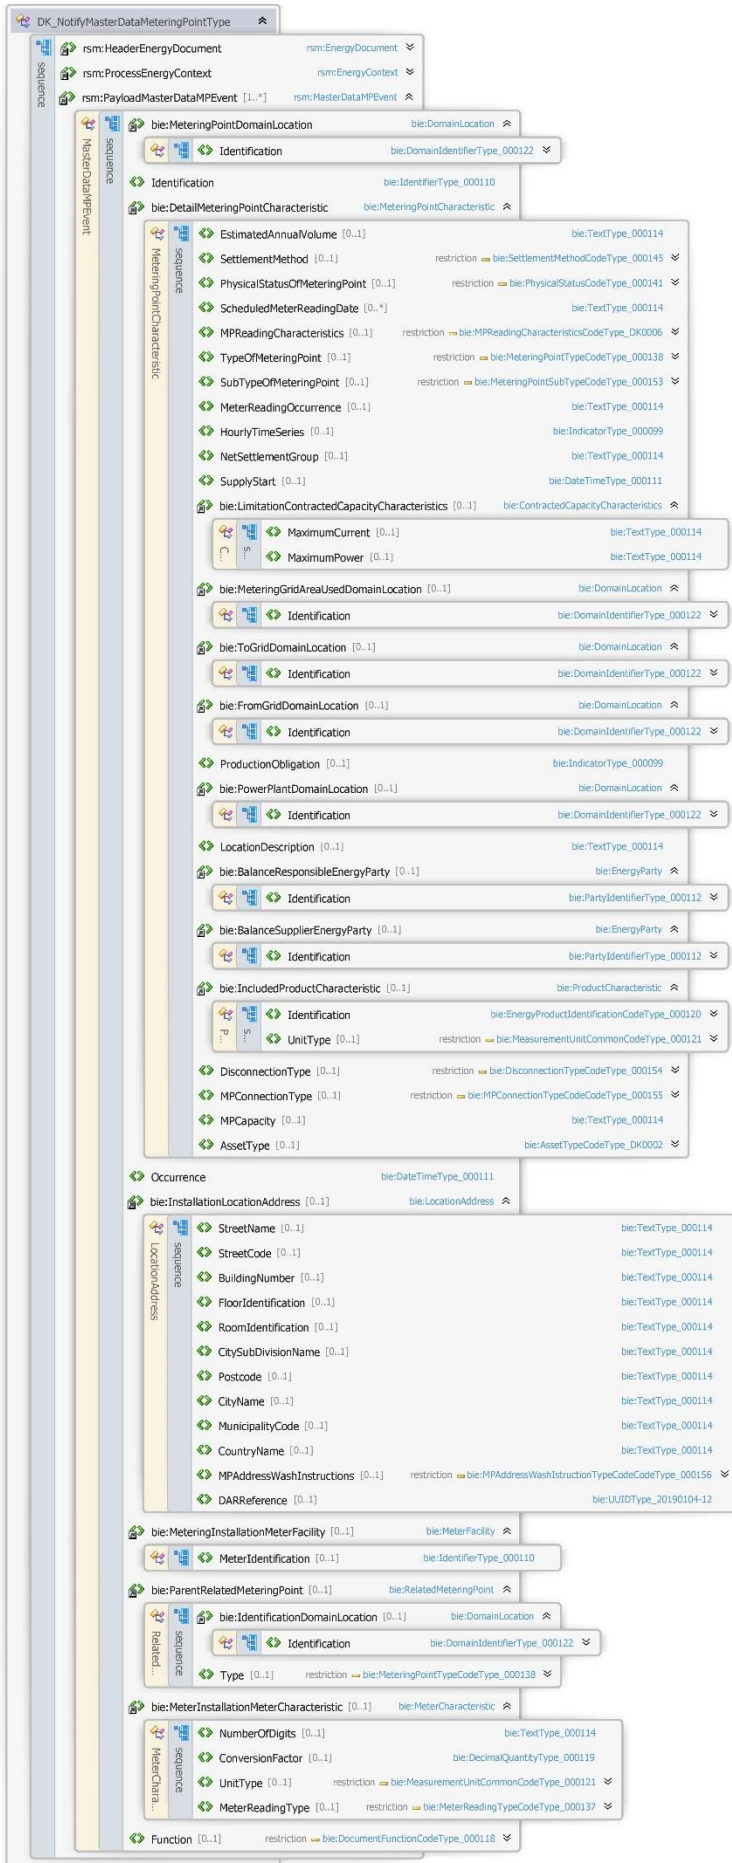 DK_NotifyMasterDataMeteringPointType
sequence
rsm:HeaderEnergyDocument rsm:EnergyDocument
rsm:ProcessEnergyContext rsm:EnergyContext
rsm:PayloadMasterDataMPEvent [1..*] rsm:MasterDataMPEvent
MasterDataMPEvent
sequence
bie:MeteringPointDomainLocation bie:DomainLocation
Identification bie:DomainIdentifierType_000122
Identification bie:IdentifierType_000110
bie:DetailMeteringPointCharacteristic bie:MeteringPointCharacteristic
MeteringPointCharacteristic
sequence
EstimatedAnnualVolume [0..1] bie:TextType_000114
SettlementMethod [0..1] restriction bie:SettlementMethodCodeType_000145
PhysicalStatusOfMeteringPoint [0..1] restriction bie:PhysicalStatusCodeType_000141
ScheduledMeterReadingDate [0..*] bie:TextType_000114
MPReadingCharacteristics [0..1] restriction bie:MPReadingCharacteristicsCodeType_DK0006
TypeOfMeteringPoint [0..1] restriction bie:MeteringPointTypeCodeType_000138
SubTypeOfMeteringPoint [0..1] restriction bie:MeteringPointSubTypeCodeType_000153
MeterReadingOccurrence [0..1] bie:TextType_000114
HourlyTimeSeries [0..1] bie:IndicatorType_000099
NetSettlementGroup [0..1] bie:TextType_000114
SupplyStart [0..1] bie:DateTimeType_000111
bie:LimitationContractedCapacityCharacteristics [0..1] bie:ContractedCapacityCharacteristics
C... S... MaximumCurrent [0..1] bie:TextType_000114
MaximumPower [0..1] bie:TextType_000114
bie:MeteringGridAreaUsedDomainLocation [0..1] bie:DomainLocation
Identification bie:DomainIdentifierType_000122
bie:ToGridDomainLocation [0..1] bie:DomainLocation
Identification bie:DomainIdentifierType_000122
bie:FromGridDomainLocation [0..1] bie:DomainLocation
Identification bie:DomainIdentifierType_000122
ProductionObligation [0..1] bie:IndicatorType_000099
bie:PowerPlantDomainLocation [0..1] bie:DomainLocation
Identification bie:DomainIdentifierType_000122
LocationDescription [0..1] bie:TextType_000114
bie:BalanceResponsibleEnergyParty [0..1] bie:EnergyParty
Identification bie:PartyIdentifierType_000112
bie:BalanceSupplierEnergyParty [0..1] bie:EnergyParty
Identification bie:PartyIdentifierType_000112
bie:IncludedProductCharacteristic [0..1] bie:ProductCharacteristic
P... S... Identification bie:EnergyProductIdentificationCodeType_000120
UnitType [0..1] restriction bie:MeasurementUnitCommonCodeType_000121
DisconnectionType [0..1] restriction bie:DisconnectionTypeCodeType_000154
MPConnectionType [0..1] restriction bie:MPConnectionTypeCodeCodeType_000155
MPCapacity [0..1] bie:TextType_000114
AssetType [0..1] bie:AssetTypeCodeType_DK0002
Occurrence bie:DateTimeType_000111
bie:InstallationLocationAddress [0..1] bie:LocationAddress
LocationAddress
sequence
StreetName [0..1] bie:TextType_000114
StreetCode [0..1] bie:TextType_000114
BuildingNumber [0..1] bie:TextType_000114
FloorIdentification [0..1] bie:TextType_000114
RoomIdentification [0..1] bie:TextType_000114
CitySubDivisionName [0..1] bie:TextType_000114
Postcode [0..1] bie:TextType_000114
CityName [0..1] bie:TextType_000114
MunicipalityCode [0..1] bie:TextType_000114
CountryName [0..1] bie:TextType_000114
MPAddressWashInstructions [0..1] restriction bie:MPAddressWashIstructionTypeCodeCodeType_000156
DARReference [0..1] bie:UUIDType_20190104-12
bie:MeteringInstallationMeterFacility [0..1] bie:MeterFacility
MeterIdentification [0..1] bie:IdentifierType_000110
bie:ParentRelatedMeteringPoint [0..1] bie:RelatedMeteringPoint
Related...
sequence
bie:IdentificationDomainLocation [0..1] bie:DomainLocation
Identification bie:DomainIdentifierType_000122
Type [0..1] restriction bie:MeteringPointTypeCodeType_000138
bie:MeterInstallationMeterCharacteristic [0..1] bie:MeterCharacteristic
MeterChara...
sequence
NumberOfDigits [0..1] bie:TextType_000114
ConversionFactor [0..1] bie:DecimalQuantityType_000119
UnitType [0..1] restriction bie:MeasurementUnitCommonCodeType_000121
MeterReadingType [0..1] restriction bie:MeterReadingTypeCodeType_000137
Function [0..1] restriction bie:DocumentFunctionCodeType_000118